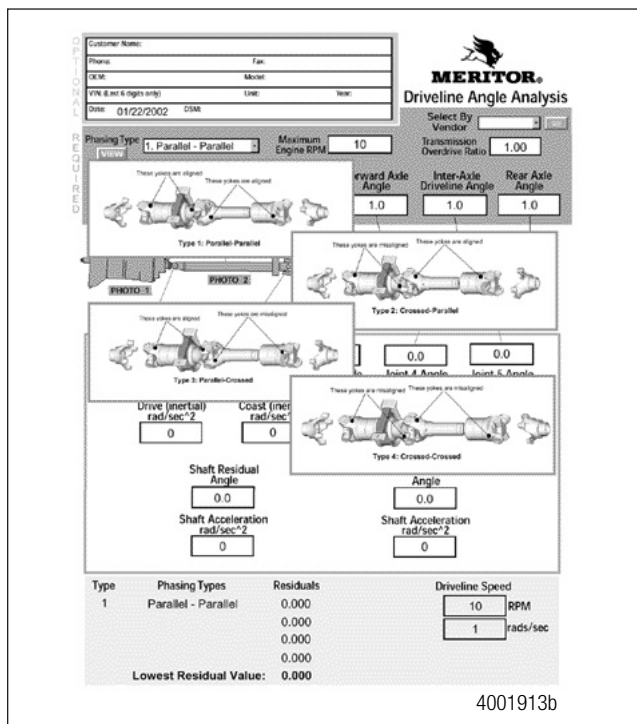 OPTIONAL
Customer Name:
Phone: Fax:
OEM: Model:
VIN: (Last 6 digits only) Unit: Year:
Date: 01/22/2002 DSM:
MERITOR®
Driveline Angle Analysis
Select By
Vendor
REQUIRED
Phasing Type 1. Parallel - Parallel
VIEW
Maximum
Engine RPM 10
Transmission
Overdrive Ratio 1.00
rward Axle
Angle
1.0
Inter-Axle
Driveline Angle
1.0
Rear Axle
Angle
1.0
These yokes are aligned These yokes are aligned
Type 1: Parallel-Parallel
PHOTO 1 PHOTO 2
These yokes are misaligned These yokes are aligned
Type 2: Crossed-Parallel
These yokes are aligned These yokes are misaligned
Type 3: Parallel-Crossed
0.0 0.0
Joint 4 Angle Joint 5 Angle
These yokes are misaligned These yokes are misaligned
Type 4: Crossed-Crossed
Drive (inertial)
rad/sec^2
0
Coast (iner
rad/sec^
0
Shaft Residual
Angle
0.0
Angle
0.0
Shaft Acceleration
rad/sec^2
0
Shaft Acceleration
rad/sec^2
0
Type Phasing Types Residuals
1 Parallel - Parallel 0.000
0.000
0.000
0.000
Lowest Residual Value: 0.000
Driveline Speed
10 RPM
1 rads/sec
4001913b